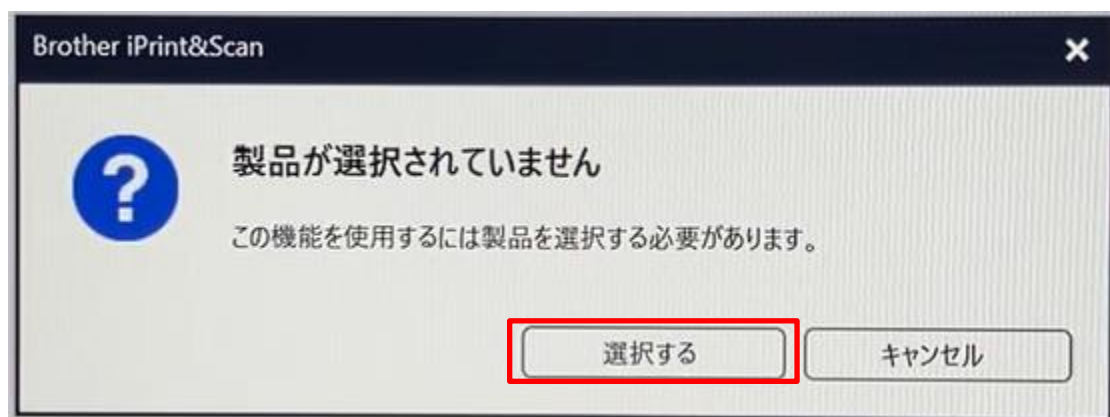 Brother iPrint&Scan
製品が選択されていません
この機能を使用するには製品を選択する必要があります。
選択する
キャンセル